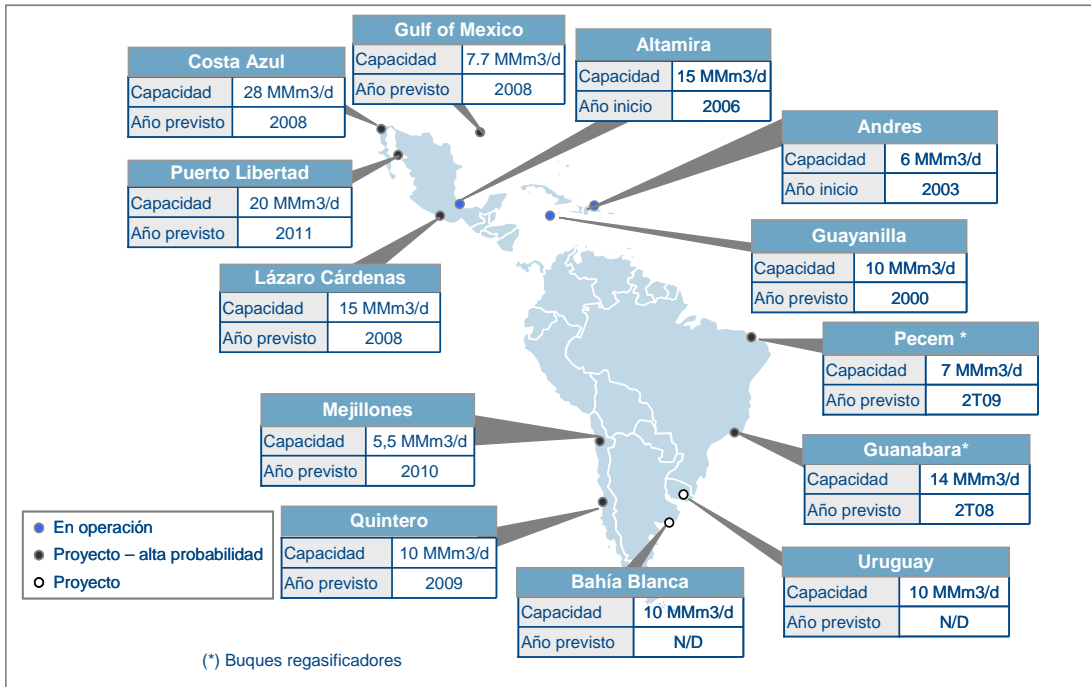 Gulf of Mexico
Capacidad 7.7 MMm3/d
Año previsto 2008
Altamira
Capacidad 15 MMm3/d
Año inicio 2006
Costa Azul
Capacidad 28 MMm3/d
Año previsto 2008
Andres
Capacidad 6 MMm3/d
Año inicio 2003
Puerto Libertad
Capacidad 20 MMm3/d
Año previsto 2011
Guayanilla
Capacidad 10 MMm3/d
Año previsto 2000
Lázaro Cárdenas
Capacidad 15 MMm3/d
Año previsto 2008
Pecem *
Capacidad 7 MMm3/d
Año previsto 2T09
Mejillones
Capacidad 5,5 MMm3/d
Año previsto 2010
Guanabara*
Capacidad 14 MMm3/d
Año previsto 2T08
Quintero
Capacidad 10 MMm3/d
Año previsto 2009
Uruguay
Capacidad 10 MMm3/d
Año previsto N/D
Bahía Blanca
Capacidad 10 MMm3/d
Año previsto N/D
En operación
Proyecto – alta probabilidad
Proyecto
(*) Buques regasificadores